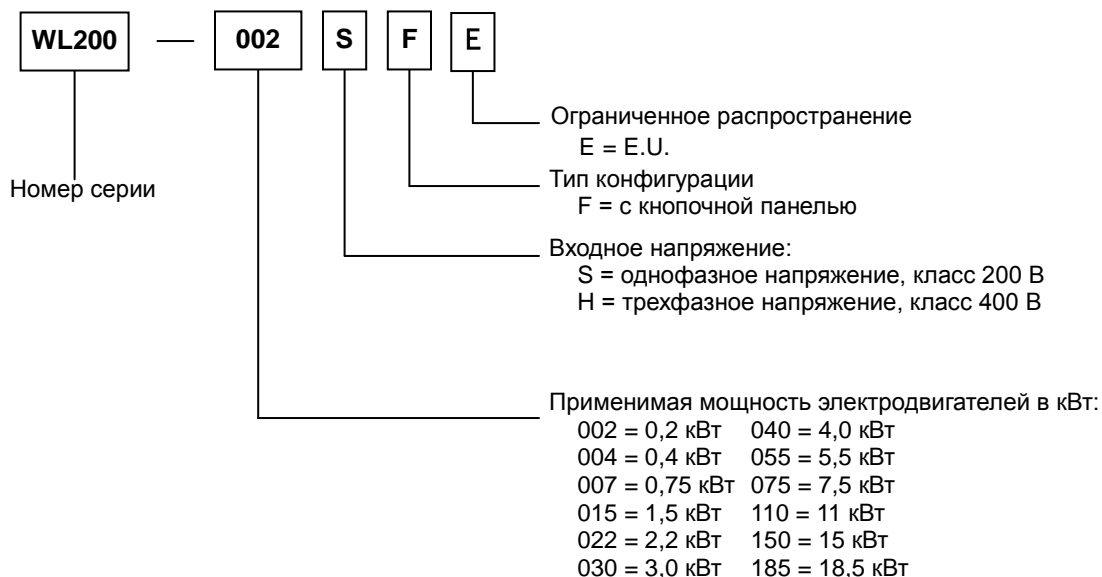 WL200 — 002 S F E
Ограниченное распространение
E = E.U.
Тип конфигурации
F = с кнопочной панелью
Номер серии
Входное напряжение:
S = однофазное напряжение, класс 200 В
H = трехфазное напряжение, класс 400 В
Применимая мощность электродвигателей в кВт:
002 = 0,2 кВт 040 = 4,0 кВт
004 = 0,4 кВт 055 = 5,5 кВт
007 = 0,75 кВт 075 = 7,5 кВт
015 = 1,5 кВт 110 = 11 кВт
022 = 2,2 кВт 150 = 15 кВт
030 = 3,0 кВт 185 = 18,5 кВт